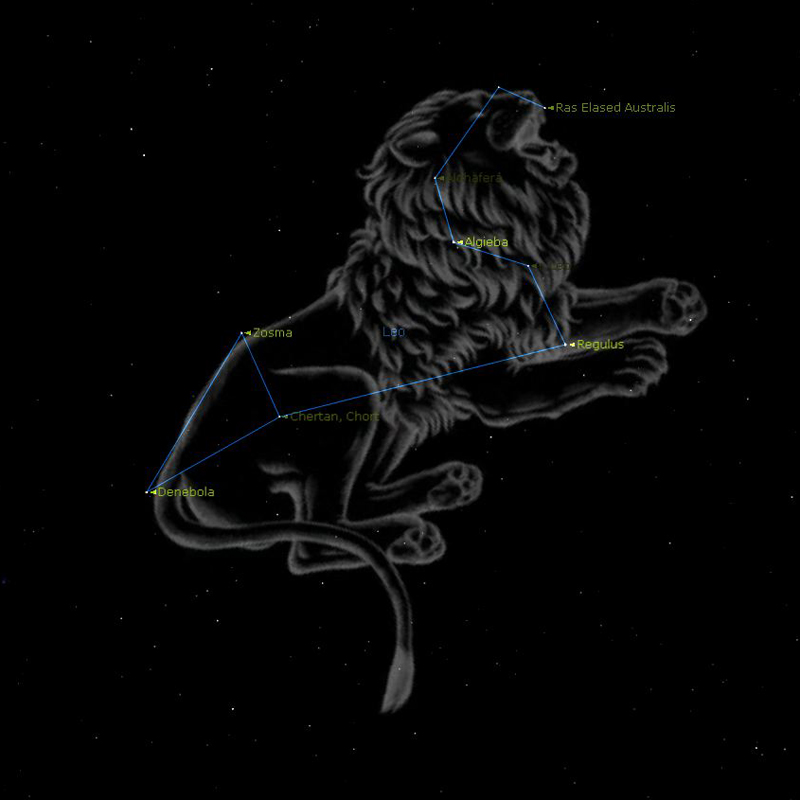 Ras Elased Australis
Adhafera
Algieba
Leo
Zosma
Regulus
Chertan, Chort
Denebola